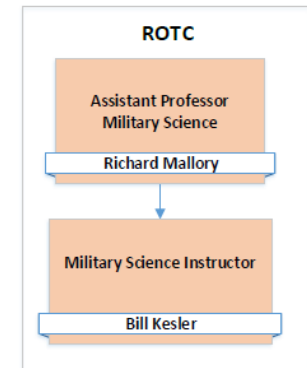 ROTC
Assistant Professor
Military Science
Richard Mallory
Military Science Instructor
Bill Kesler